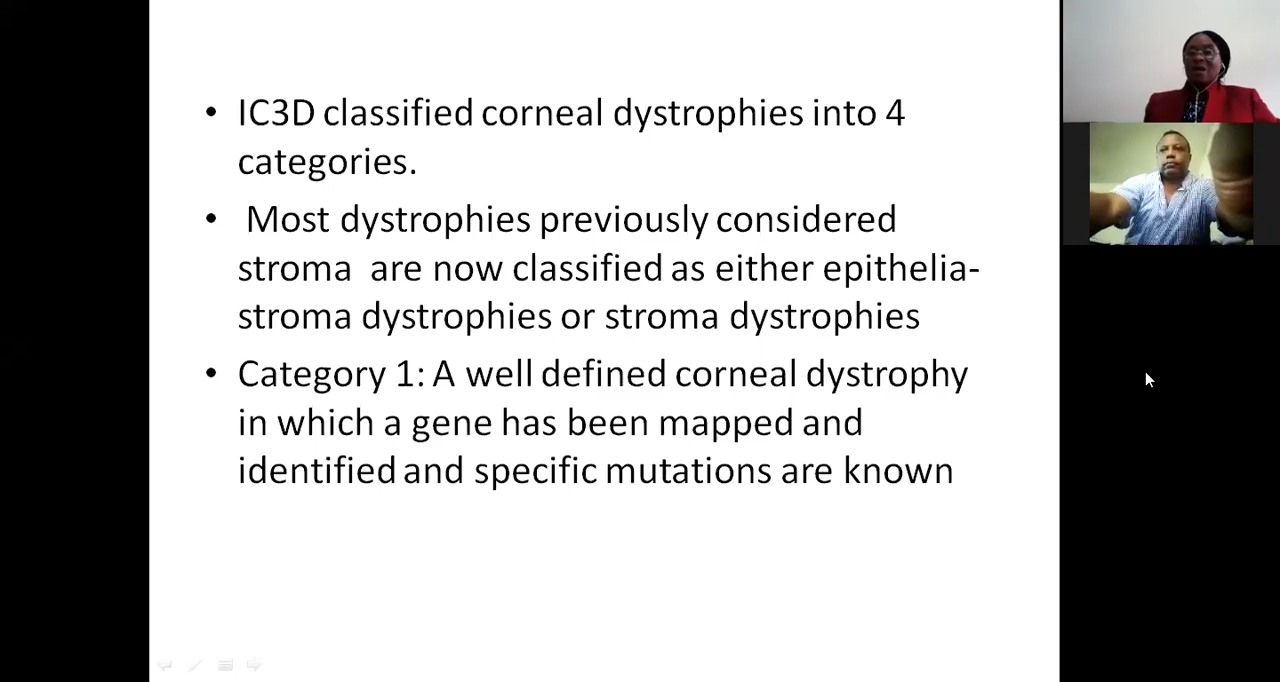 • IC3D classified corneal dystrophies into 4
categories.
• Most dystrophies previously considered
stroma are now classified as either epithelia-
stroma dystrophies or stroma dystrophies
• Category 1: A well defined corneal dystrophy
in which a gene has been mapped and
identified and specific mutations are known